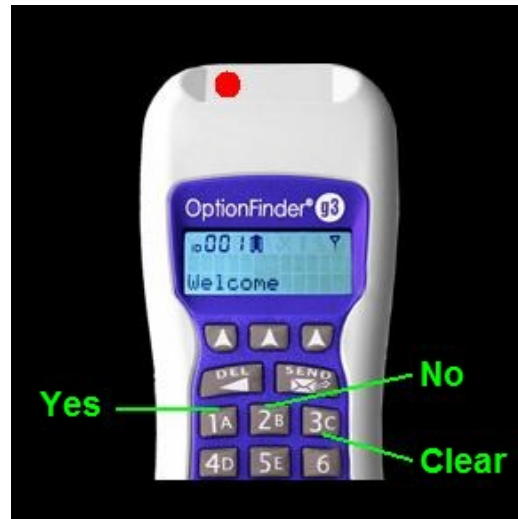 OptionFinder® g3
ID 001
Welcome
DEL SEND
No
Yes
1A 2B 3C
Clear
4D 5E 6